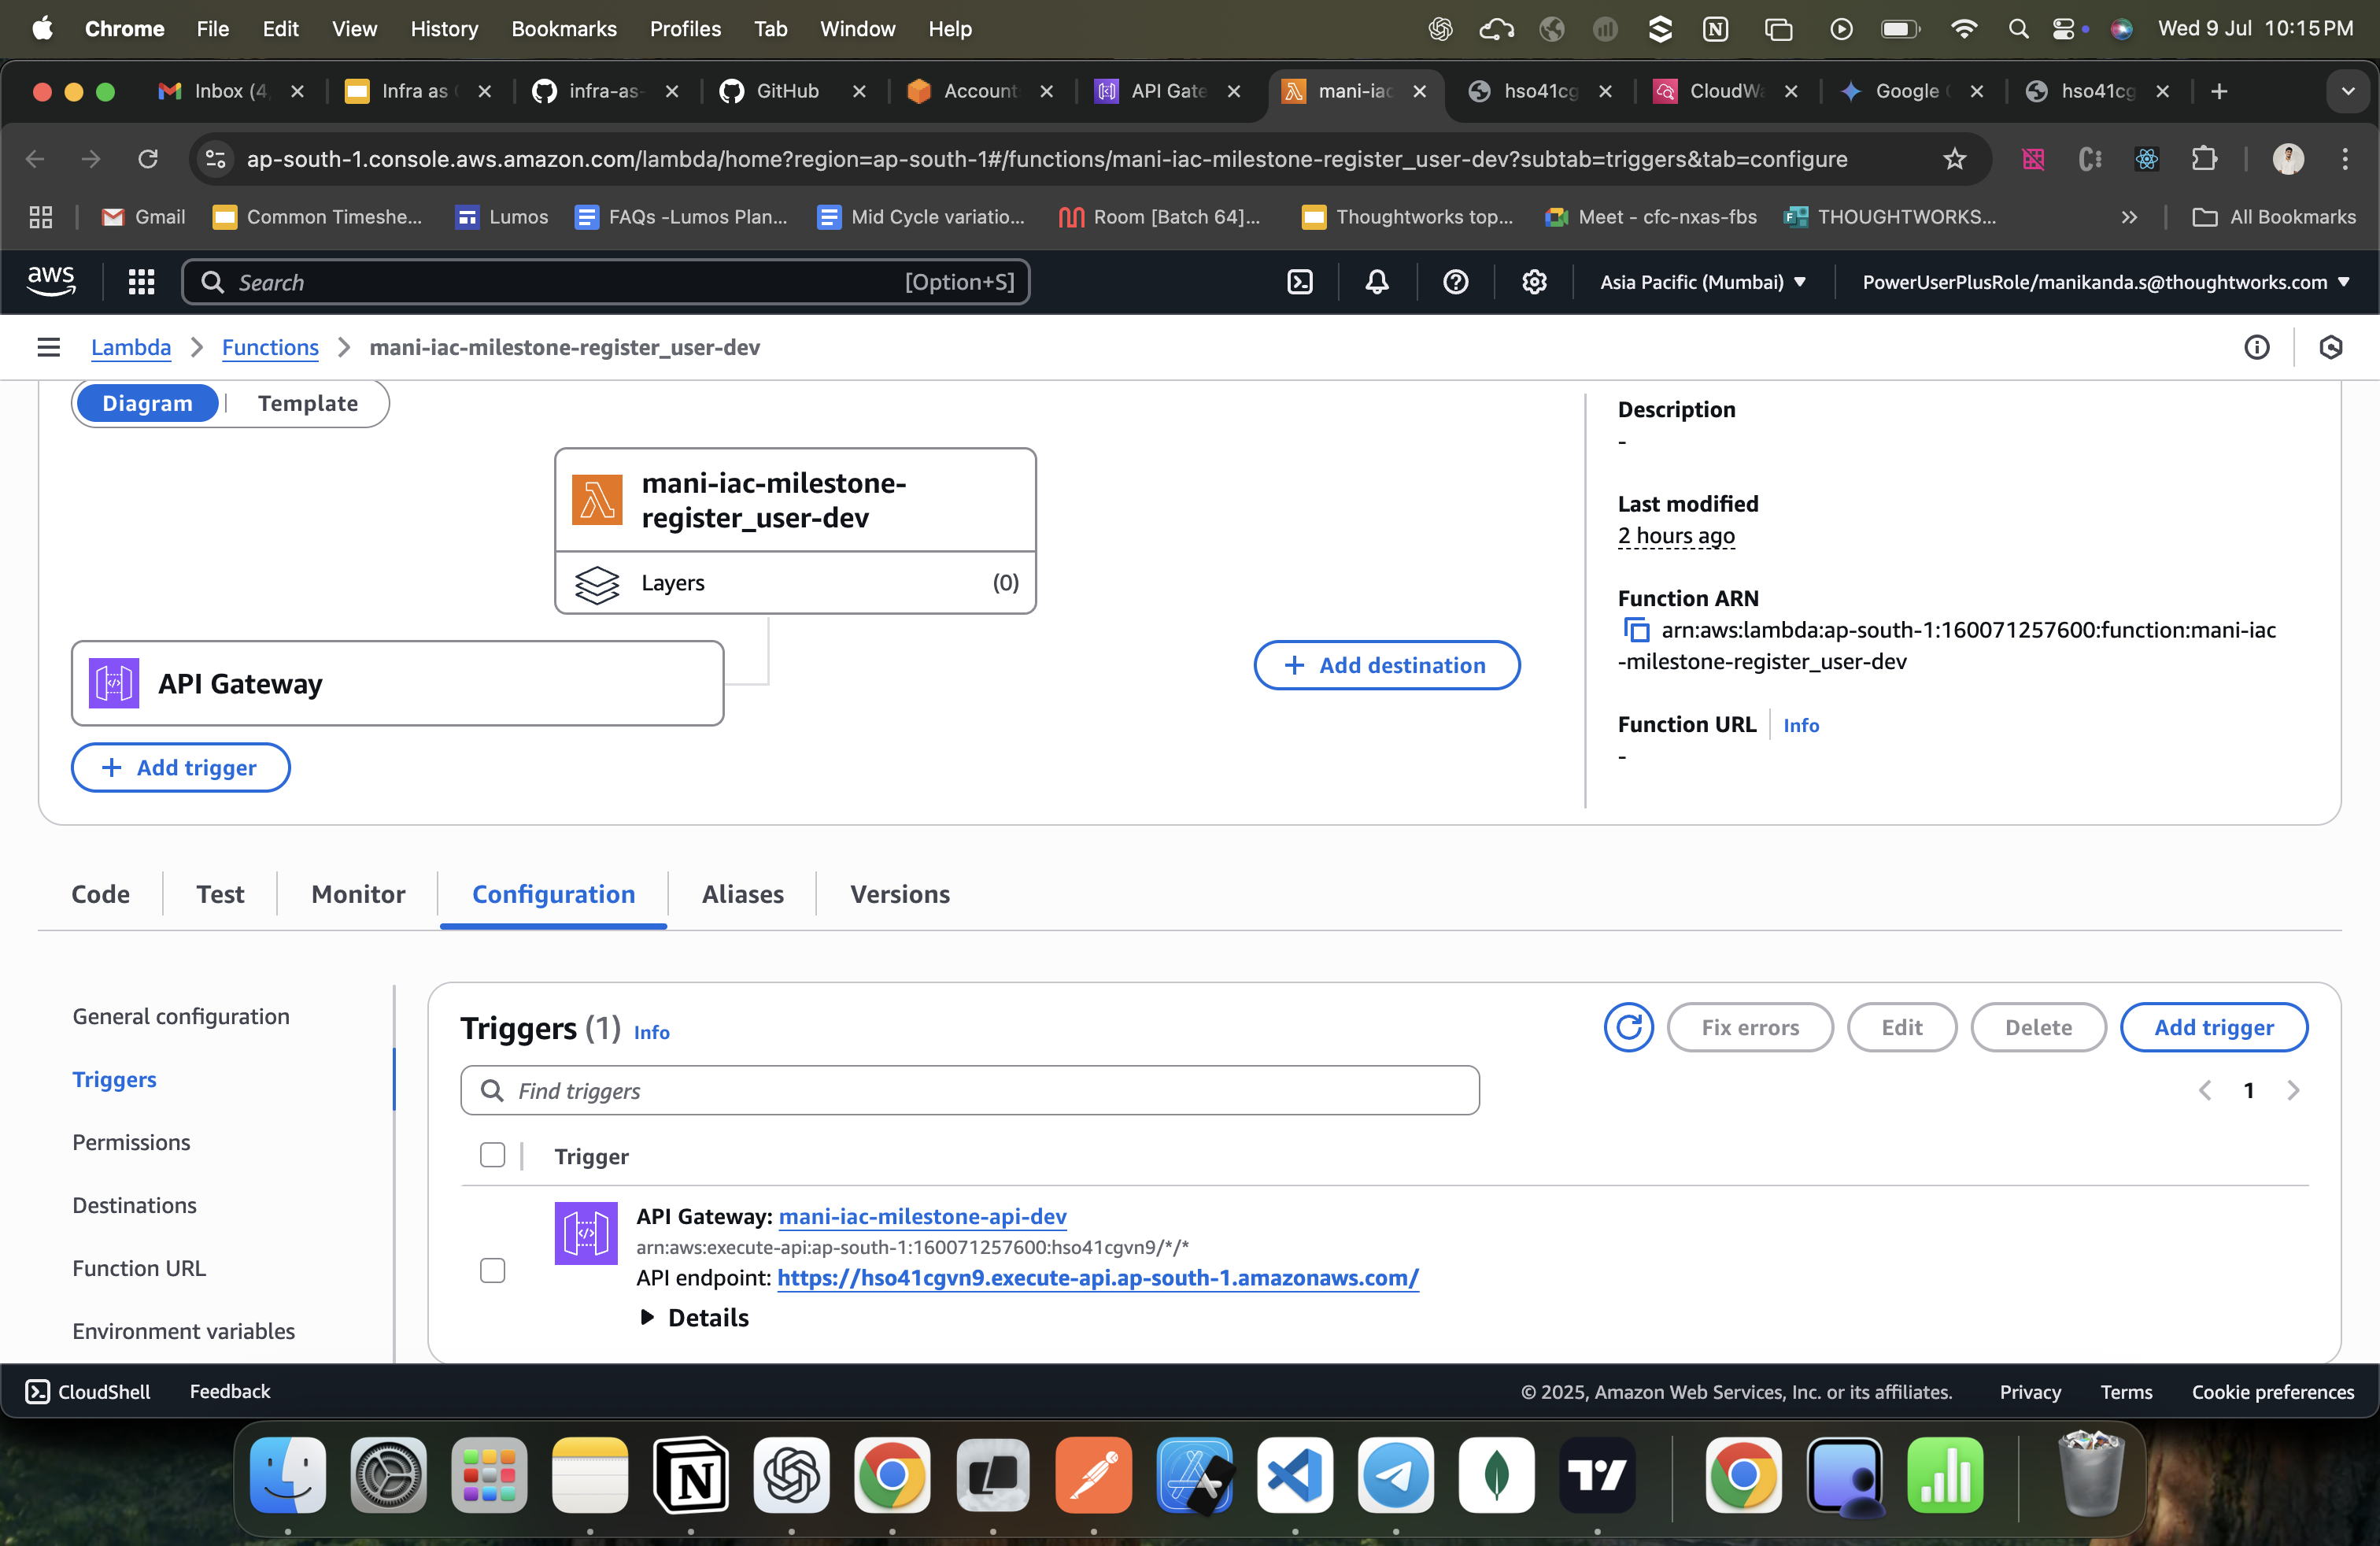 Chrome File Edit View History Bookmarks Profiles Tab Window Help Wed 9 Jul 10:15 PM
Inbox (4, Infra as infra-as- GitHub Account API Gate mani-iac hso41cg CloudWa Google hso41cg
ap-south-1.console.aws.amazon.com/lambda/home?region=ap-south-1#/functions/mani-iac-milestone-register_user-dev?subtab=triggers&tab=configure
Gmail Common Timeshe... Lumos FAQs -Lumos Plan... Mid Cycle variatio... Room [Batch 64]... Thoughtworks top... Meet - cfc-nxas-fbs THOUGHTWORKS... All Bookmarks
aws Search [Option+S] Asia Pacific (Mumbai) PowerUserPlusRole/manikanda.s@thoughtworks.com
Lambda Functions mani-iac-milestone-register_user-dev
Diagram Template
mani-iac-milestone-
register_user-dev
Layers (0)
API Gateway
+ Add destination
+ Add trigger
Description
-
Last modified
2 hours ago
Function ARN
arn:aws:lambda:ap-south-1:160071257600:function:mani-iac
-milestone-register_user-dev
Function URL Info
-
Code Test Monitor Configuration Aliases Versions
General configuration
Triggers
Permissions
Destinations
Function URL
Environment variables
Triggers (1) Info
Fix errors Edit Delete Add trigger
Find triggers
1
Trigger
API Gateway: mani-iac-milestone-api-dev
arn:aws:execute-api:ap-south-1:160071257600:hso41cgvn9/*/*
API endpoint: https://hso41cgvn9.execute-api.ap-south-1.amazonaws.com/
Details
CloudShell Feedback © 2025, Amazon Web Services, Inc. or its affiliates. Privacy Terms Cookie preferences